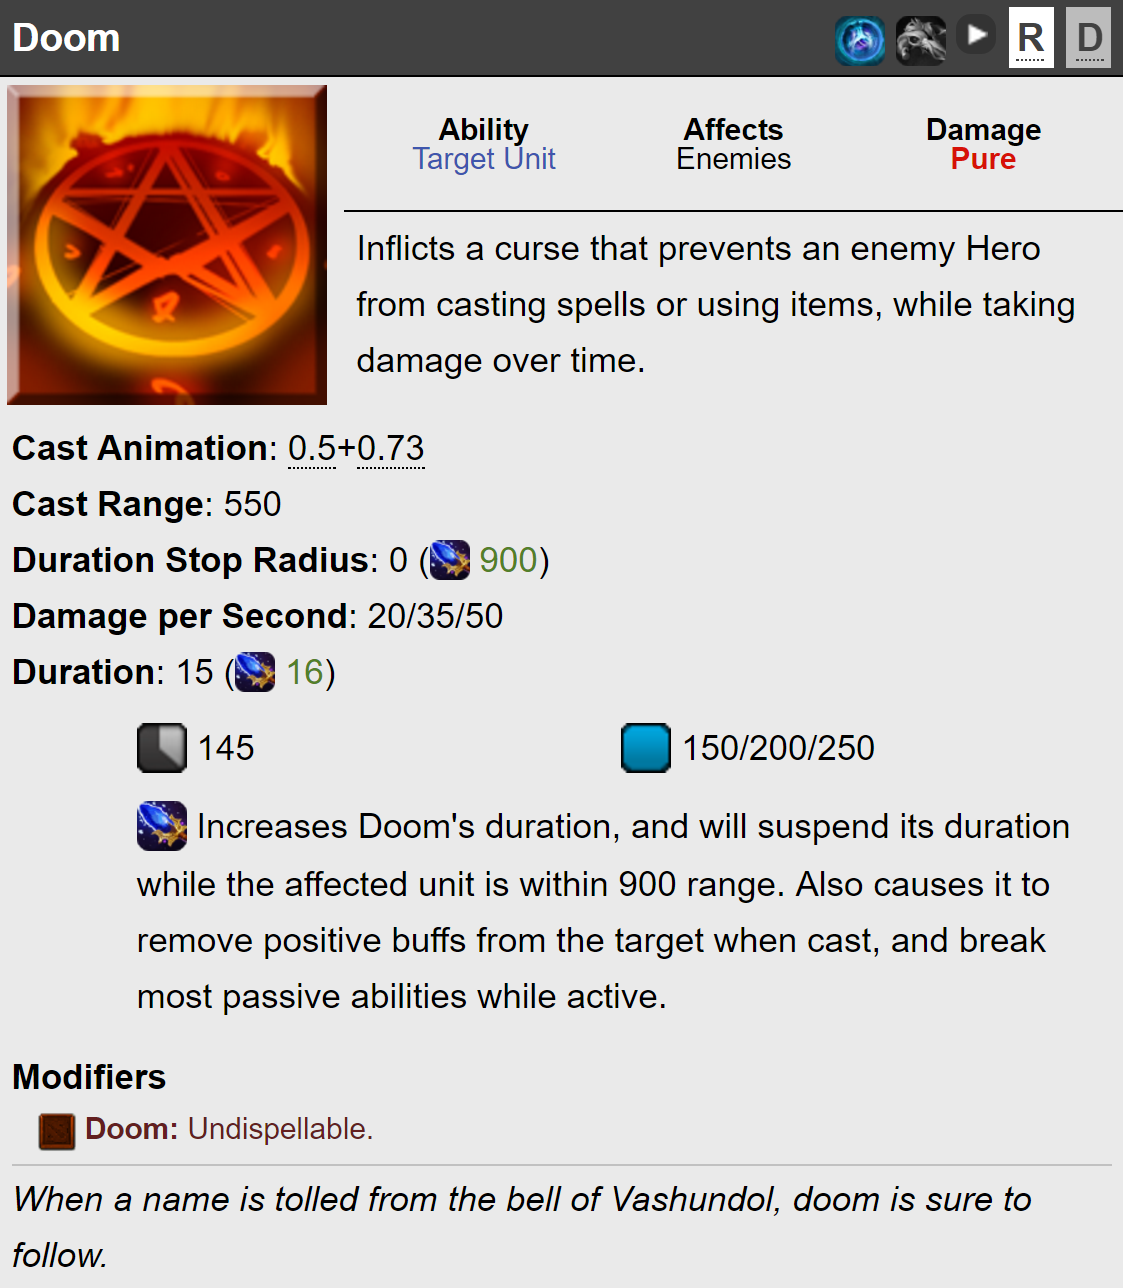 Doom
R D
Ability Affects Damage
Target Unit Enemies Pure
Inflicts a curse that prevents an enemy Hero
from casting spells or using items, while taking
damage over time.
Cast Animation: 0.5+0.73
Cast Range: 550
Duration Stop Radius: 0 ( 900)
Damage per Second: 20/35/50
Duration: 15 ( 16)
145 150/200/250
Increases Doom's duration, and will suspend its duration
while the affected unit is within 900 range. Also causes it to
remove positive buffs from the target when cast, and break
most passive abilities while active.
Modifiers
Doom: Undispellable.
When a name is tolled from the bell of Vashundol, doom is sure to
follow.